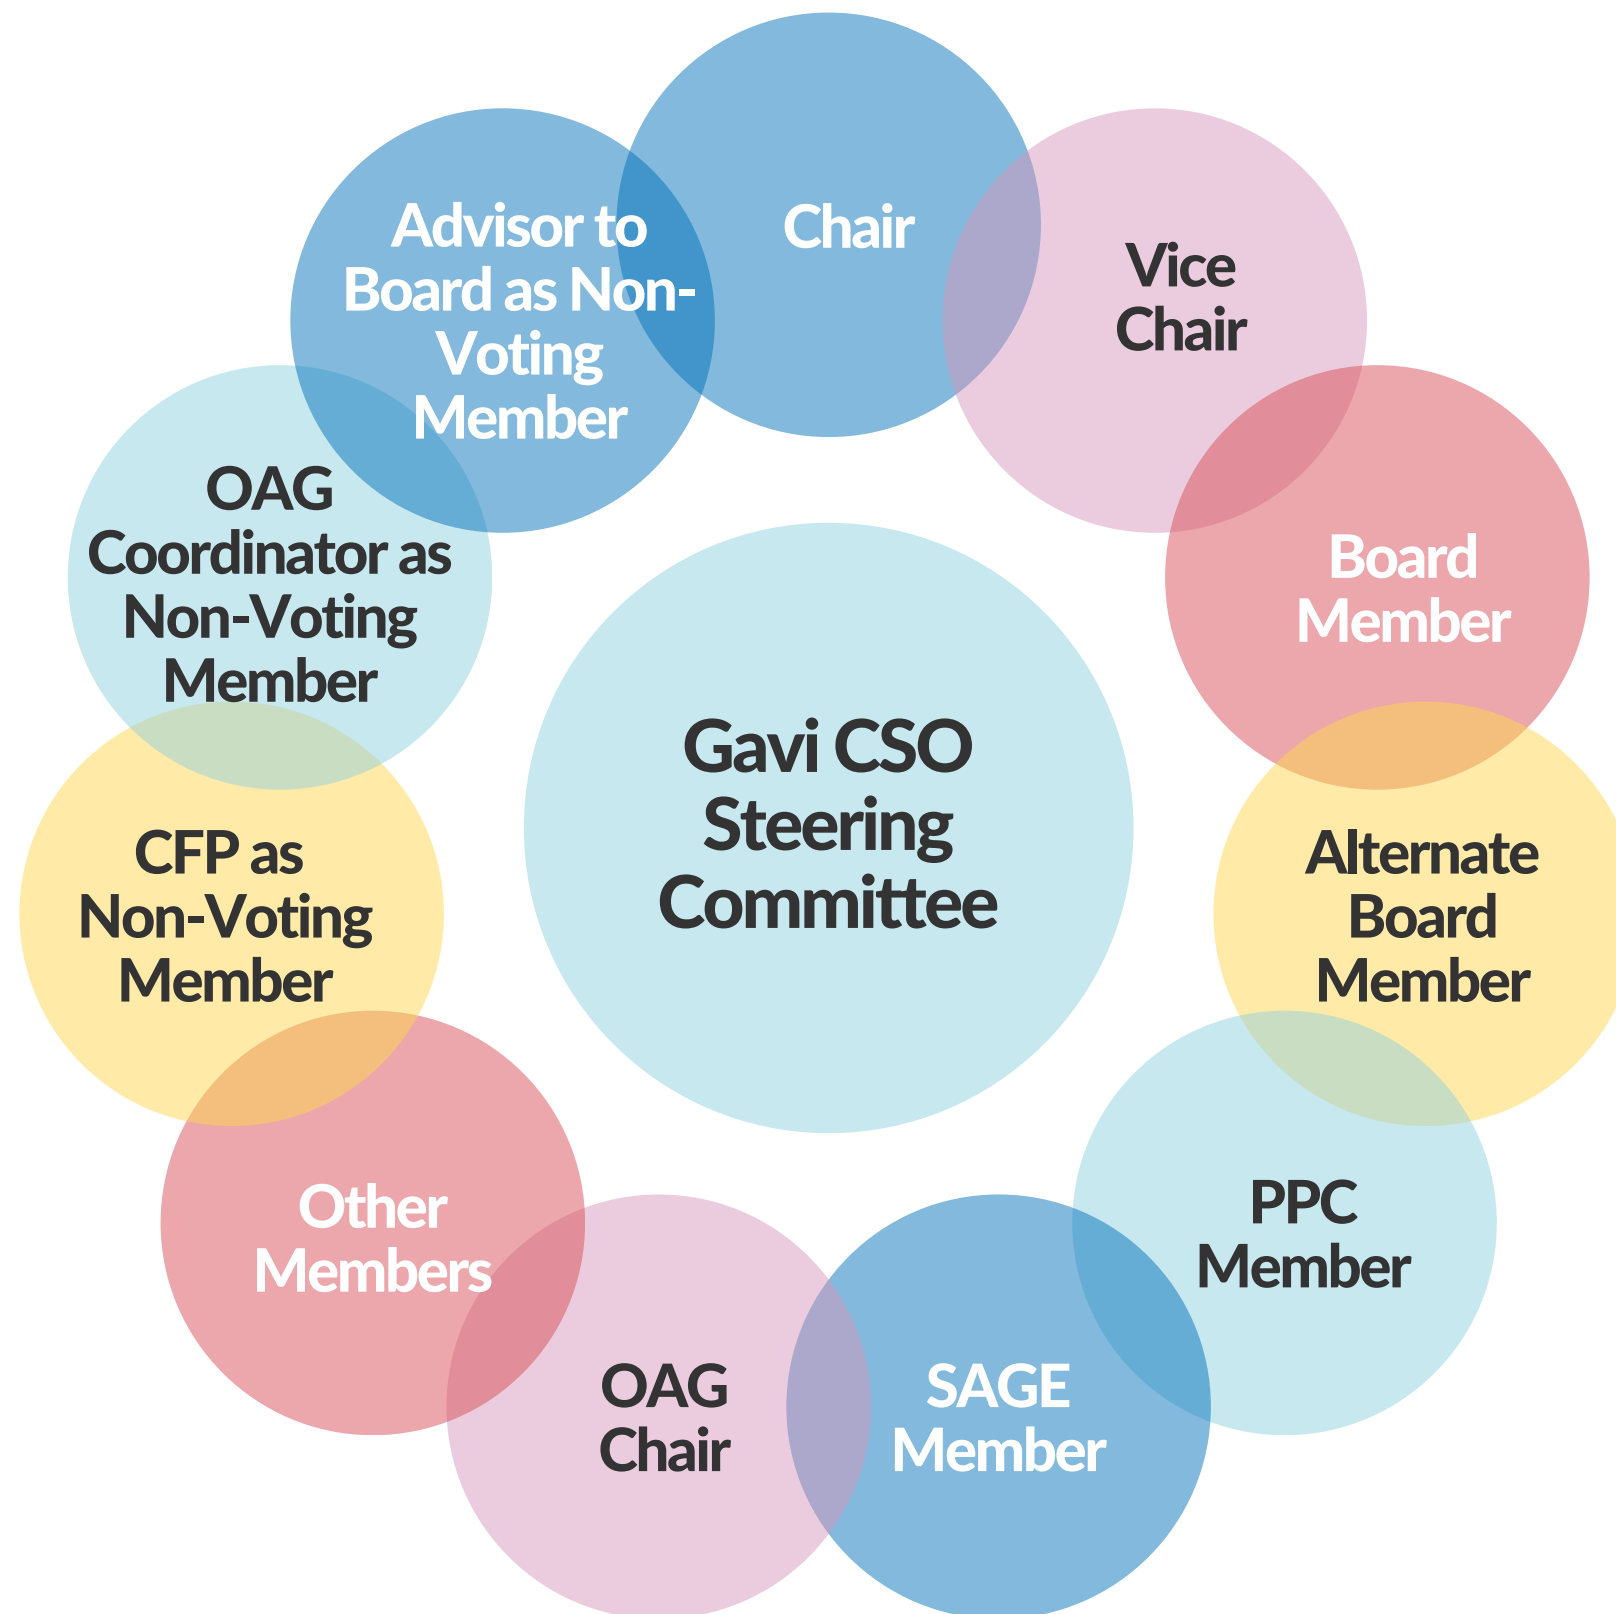 Chair
Vice
Chair
Board
Member
Alternate
Board
Member
PPC
Member
SAGE
Member
OAG
Chair
Other
Members
CFP as
Non-Voting
Member
OAG
Coordinator as
Non-Voting
Member
Advisor to
Board as Non-
Voting
Member
Gavi CSO
Steering
Committee